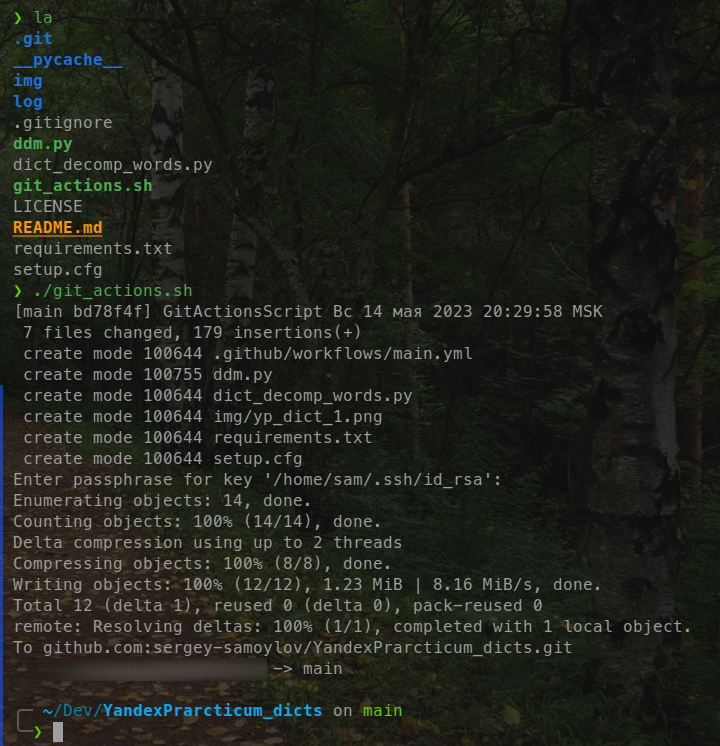 ❯ la
.git
__pycache__
img
log
.gitignore
ddm.py
dict_decomp_words.py
git_actions.sh
LICENSE
README.md
requirements.txt
setup.cfg
❯ ./git_actions.sh
[main bd78f4f] GitActionsScript Вс 14 мая 2023 20:29:58 MSK
 7 files changed, 179 insertions(+)
 create mode 100644 .github/workflows/main.yml
 create mode 100755 ddm.py
 create mode 100644 dict_decomp_words.py
 create mode 100644 img/yp_dict_1.png
 create mode 100644 requirements.txt
 create mode 100644 setup.cfg
Enter passphrase for key '/home/sam/.ssh/id_rsa':
Enumerating objects: 14, done.
Counting objects: 100% (14/14), done.
Delta compression using up to 2 threads
Compressing objects: 100% (8/8), done.
Writing objects: 100% (12/12), 1.23 MiB | 8.16 MiB/s, done.
Total 12 (delta 1), reused 0 (delta 0), pack-reused 0
remote: Resolving deltas: 100% (1/1), completed with 1 local object.
To github.com:sergey-samoylov/YandexPrarcticum_dicts.git
-> main
~/Dev/YandexPrarcticum_dicts on main
❯